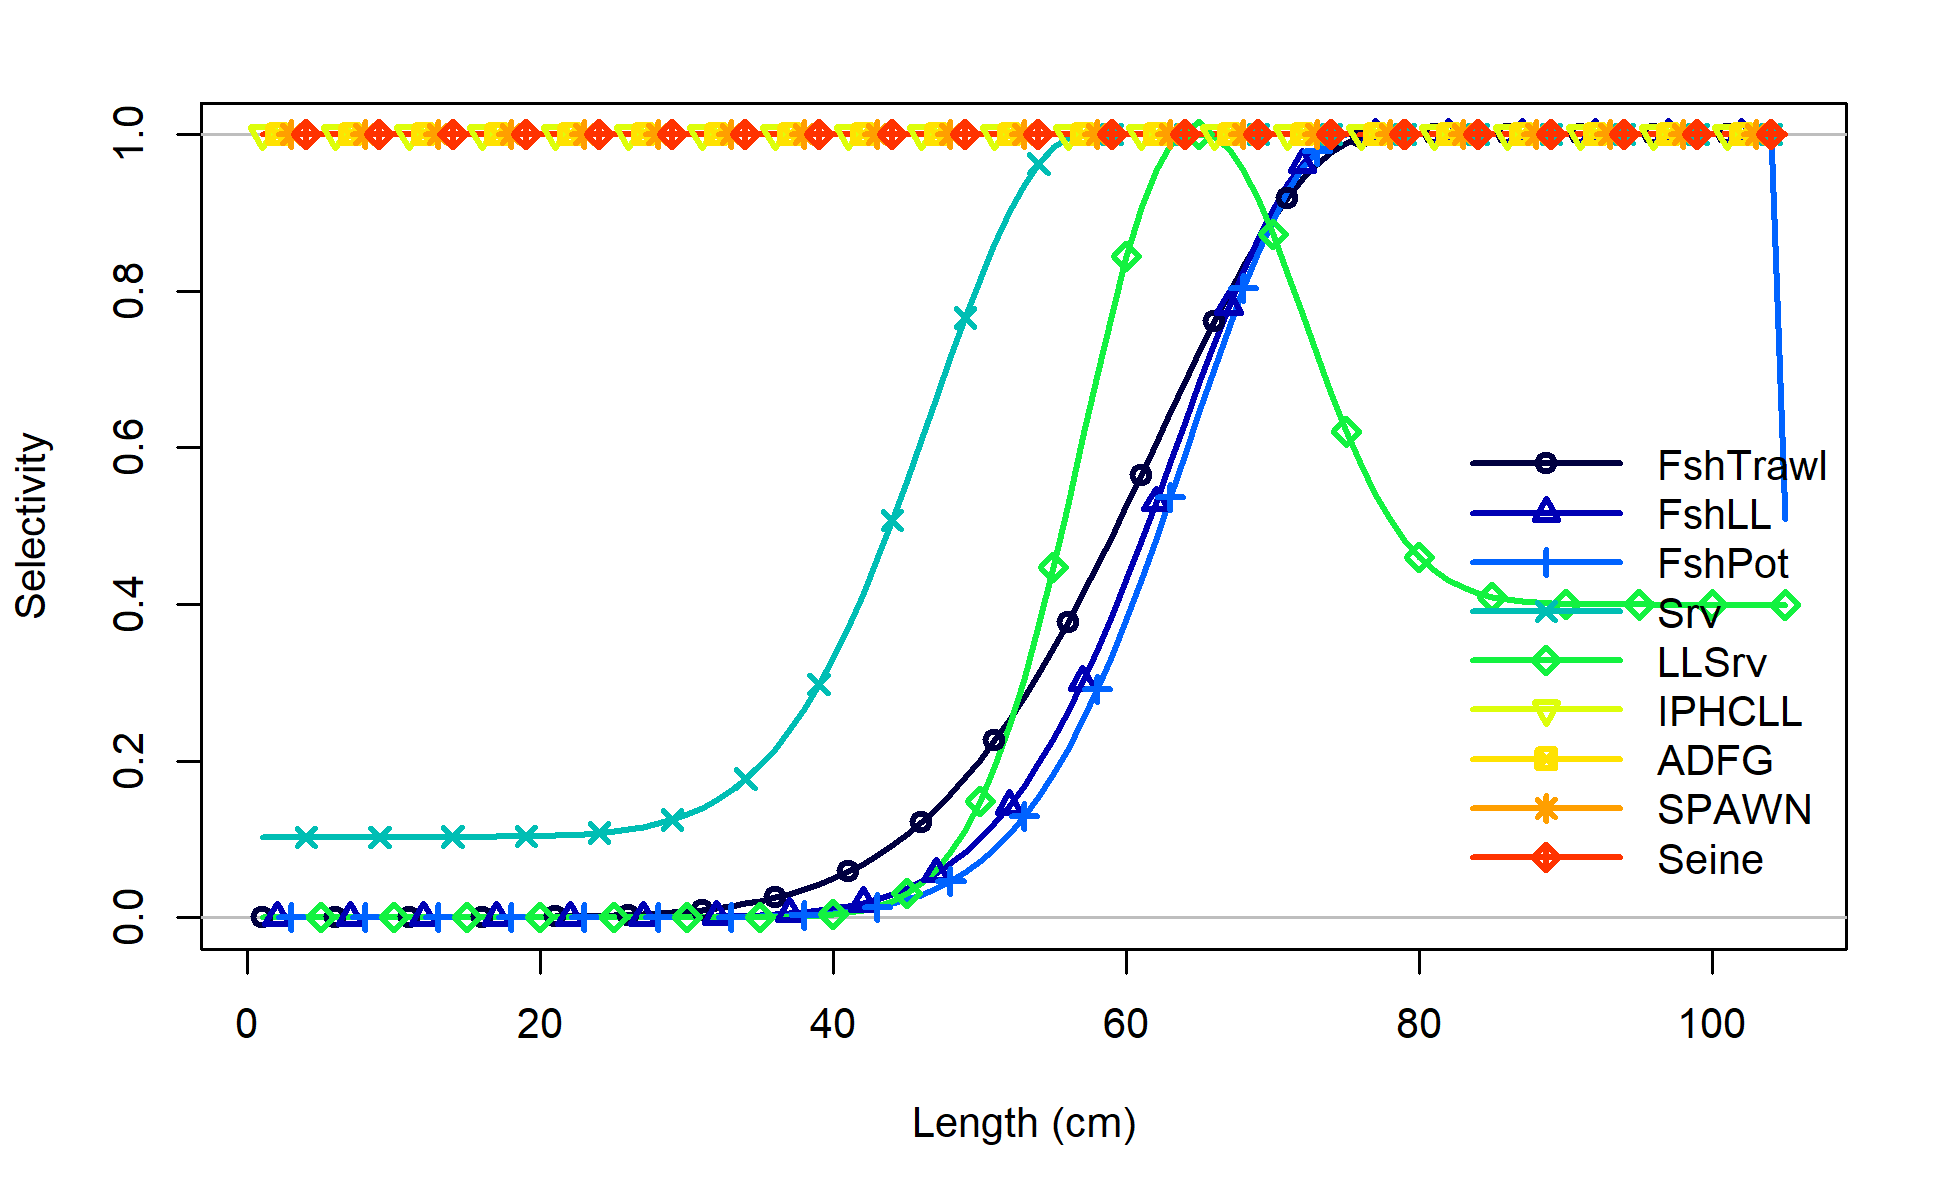 Selectivity
1.0
0.8
0.6
0.4
0.2
0.0
0 20 40 60 80 100
Length (cm)
FshTrawl
FshLL
FshPot
Srv
LLSrv
IPHCLL
ADFG
SPAWN
Seine